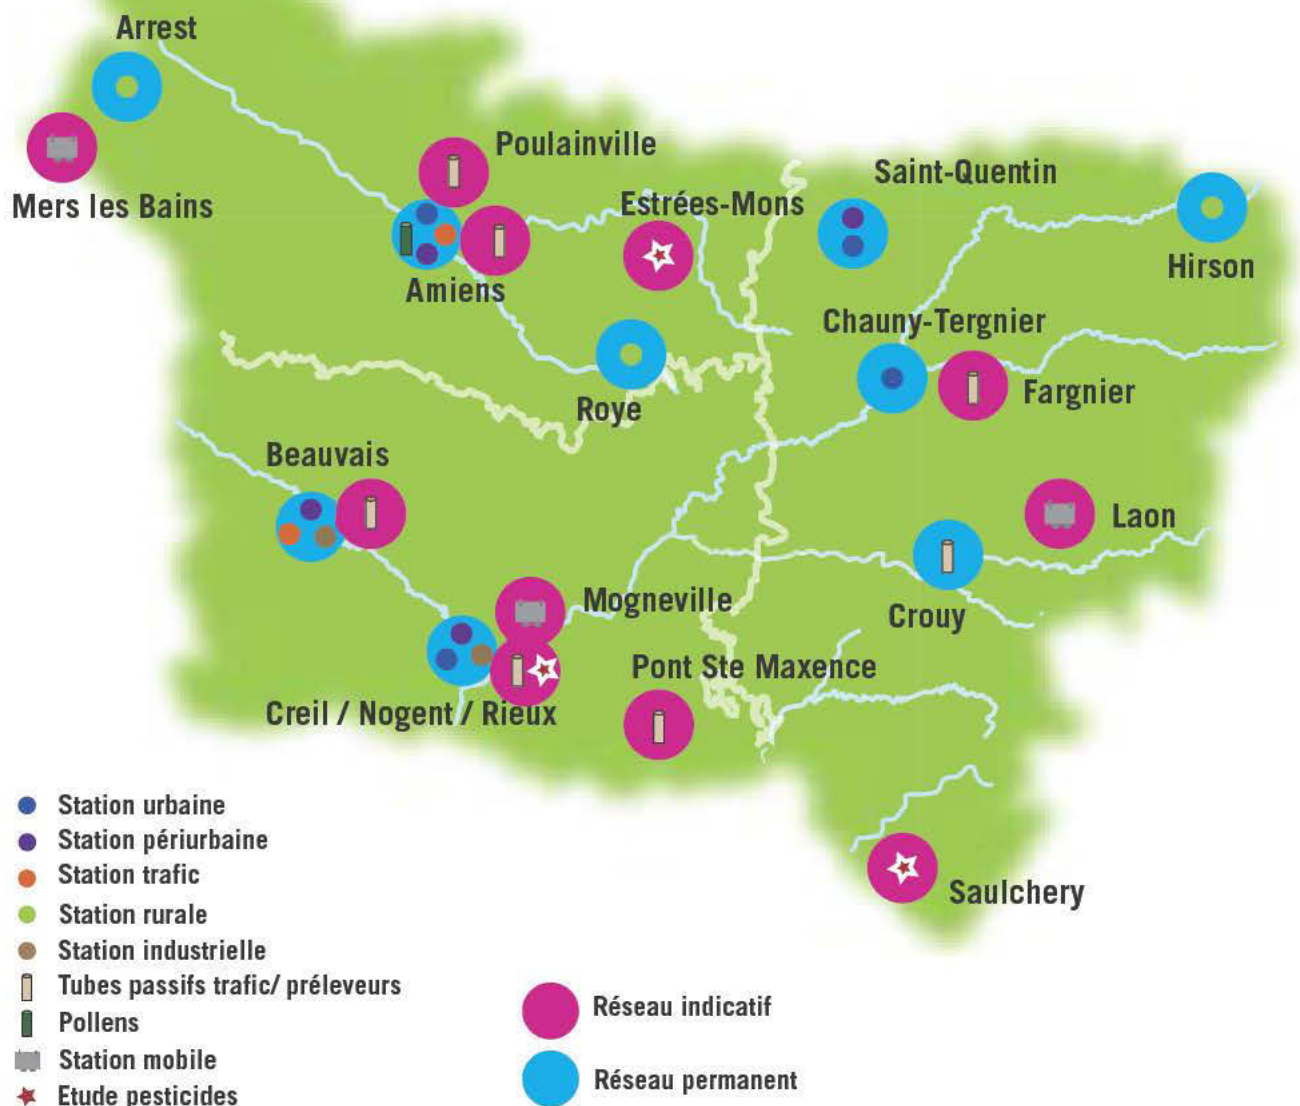 Arrest
Poulainville
Mers les Bains
Estrées-Mons
Saint-Quentin
Hirson
Amiens
Chauny-Tergnier
Roye
Fargnier
Beauvais
Laon
Mogneville
Crouy
Pont Ste Maxence
Creil / Nogent / Rieux
Saulchery
Station urbaine
Station périurbaine
Station trafic
Station rurale
Station industrielle
Tubes passifs trafic/ préleveurs
Pollens
Station mobile
Etude pesticides
Réseau indicatif
Réseau permanent